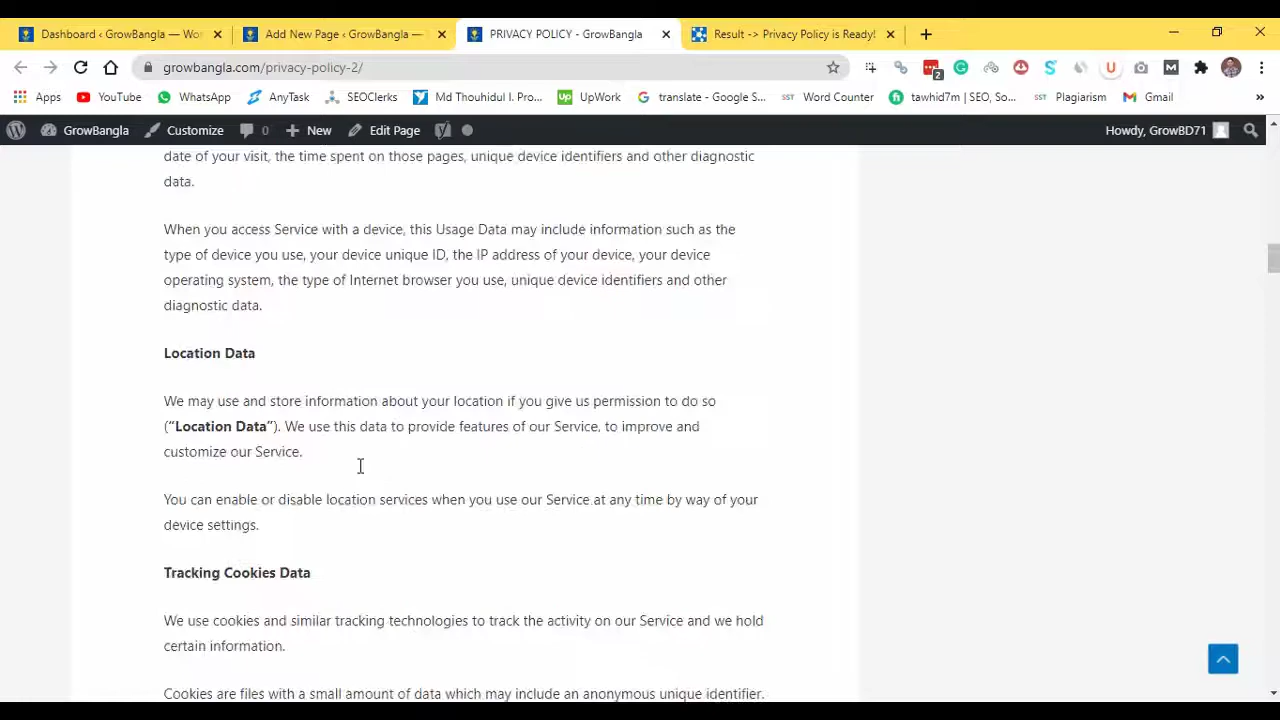 Dashboard ‹ GrowBangla — Wo
Add New Page ‹ GrowBangla —
PRIVACY POLICY - GrowBangla
Result -> Privacy Policy is Ready!
growbangla.com/privacy-policy-2/
2
Apps
YouTube
WhatsApp
AnyTask
SEOClerks
Md Thouhidul I. Pro...
UpWork
translate - Google S...
SST Word Counter
tawhid7m | SEO, So...
SST Plagiarism
Gmail
»
GrowBangla
Customize
0
New
Edit Page
Howdy, GrowBD71
date of your visit, the time spent on those pages, unique device identifiers and other diagnostic
data.
When you access Service with a device, this Usage Data may include information such as the
type of device you use, your device unique ID, the IP address of your device, your device
operating system, the type of Internet browser you use, unique device identifiers and other
diagnostic data.
Location Data
We may use and store information about your location if you give us permission to do so
(“Location Data”). We use this data to provide features of our Service, to improve and
customize our Service.
You can enable or disable location services when you use our Service at any time by way of your
device settings.
Tracking Cookies Data
We use cookies and similar tracking technologies to track the activity on our Service and we hold
certain information.
Cookies are files with a small amount of data which may include an anonymous unique identifier.